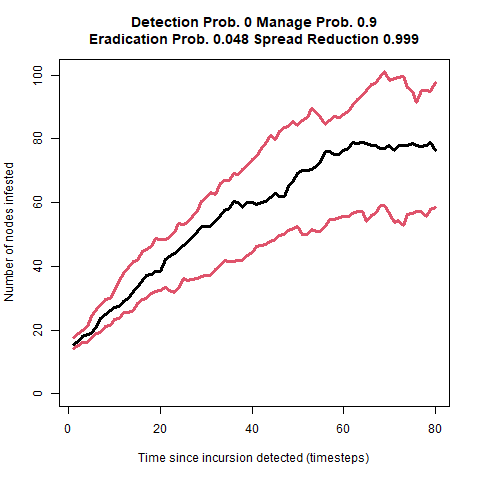 Detection Prob. 0 Manage Prob. 0.9
Eradication Prob. 0.048 Spread Reduction 0.999
Number of nodes infested
100
80
60
40
20
0
0 20 40 60 80
Time since incursion detected (timesteps)